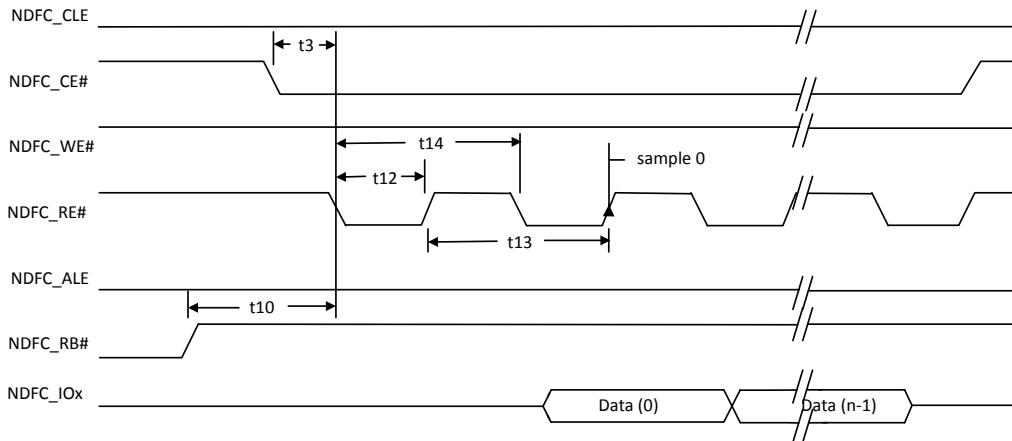 NDFC_CLE
t3
NDFC_CE#
NDFC_WE#
t14
sample 0
t12
NDFC_RE#
t13
NDFC_ALE
t10
NDFC_RB#
NDFC_IOx
Data (0)
Data (n-1)